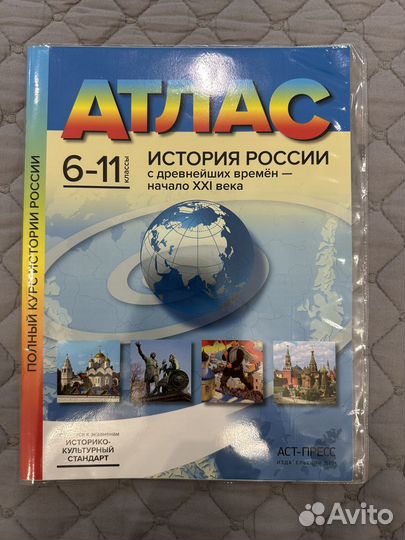 АТЛАС
6-11 классы
ИСТОРИЯ РОССИИ
с древнейших времён —
начало XXI века
ПОЛНЫЙ КУРС ИСТОРИИ РОССИИ
к экзаменам
ИСТОРИКО-
КУЛЬТУРНЫЙ
СТАНДАРТ
АСТ-ПРЕСС
Avito